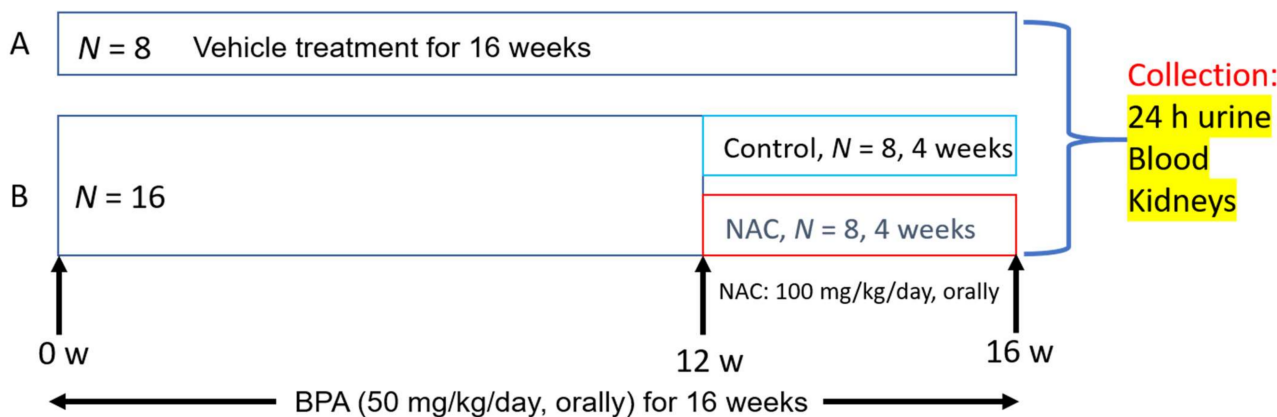 A
N = 8 Vehicle treatment for 16 weeks
B
N = 16
Control, N = 8, 4 weeks
NAC, N = 8, 4 weeks
NAC: 100 mg/kg/day, orally
Collection:
24 h urine
Blood
Kidneys
0 w
12 w
16 w
BPA (50 mg/kg/day, orally) for 16 weeks